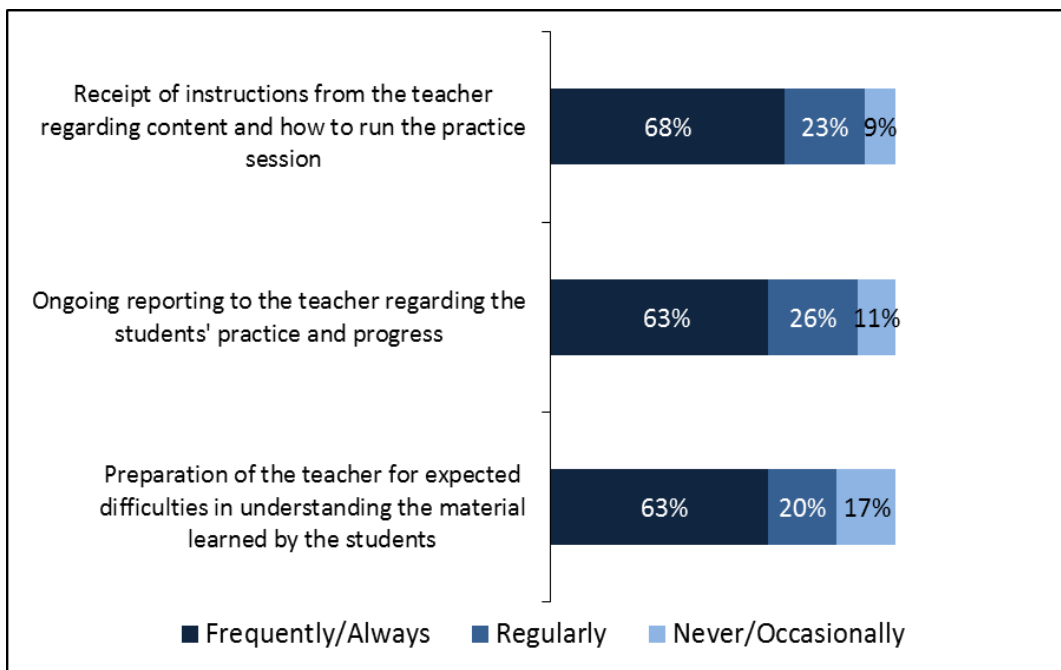 Receipt of instructions from the teacher
regarding content and how to run the practice
session
68%
23%
9%
Ongoing reporting to the teacher regarding the
students' practice and progress
63%
26%
11%
Preparation of the teacher for expected
difficulties in understanding the material
learned by the students
63%
20%
17%
Frequently/Always
Regularly
Never/Occasionally